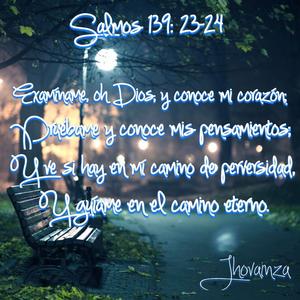 Salmos 139: 23-24
Examíname, oh Dios, y conoce mi corazón;
Pruébame y conoce mis pensamientos;
Y ve si hay en mí camino de perversidad,
Y guíame en el camino eterno.
Jhovainza